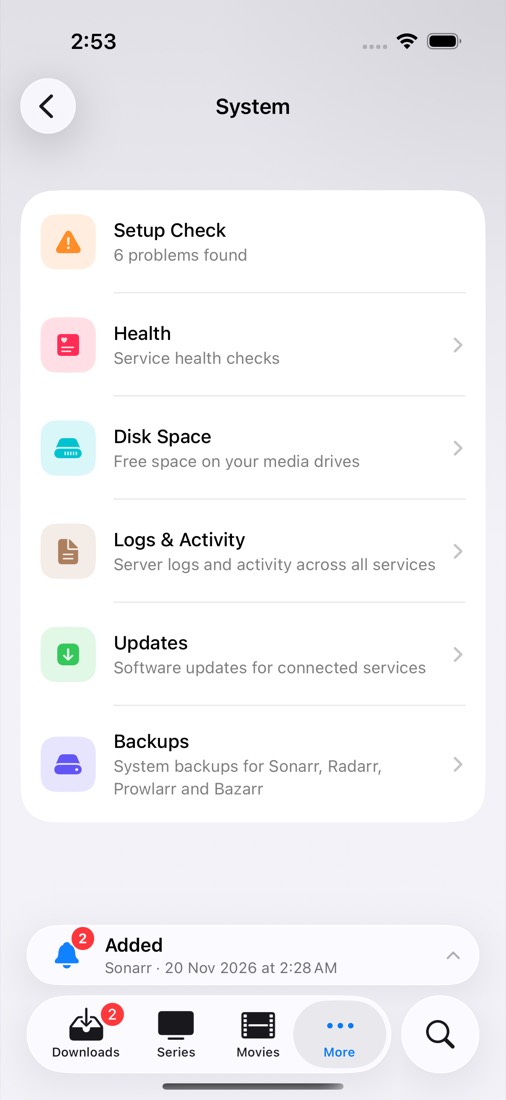 2:53
System
Setup Check
6 problems found
Health
Service health checks
Disk Space
Free space on your media drives
Logs & Activity
Server logs and activity across all services
Updates
Software updates for connected services
Backups
System backups for Sonarr, Radarr,
Prowlarr and Bazarr
2
Added
Sonarr · 20 Nov 2026 at 2:28 AM
2
Downloads
Series
Movies
More